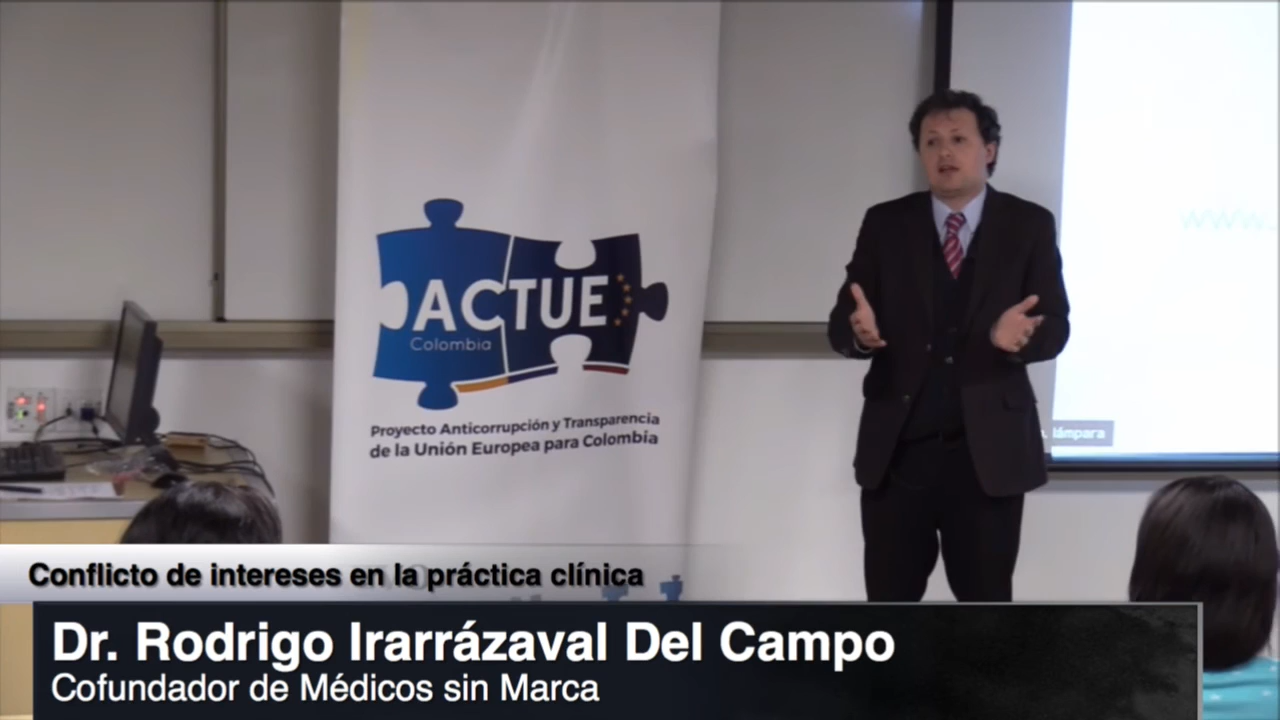 ACTUE
Colombia
Proyecto Anticorrupción y Transparencia
de la Unión Europea para Colombia
www.
lámpara
Conflicto de intereses en la práctica clínica
Dr. Rodrigo Irarrázaval Del Campo
Cofundador de Médicos sin Marca